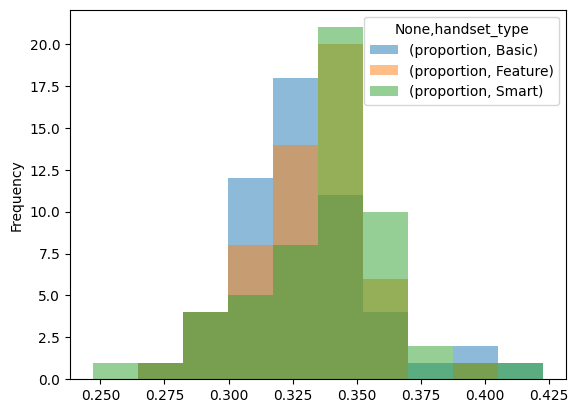 None,handset_type
(proportion, Basic)
(proportion, Feature)
(proportion, Smart)
Frequency
20.0
17.5
15.0
12.5
10.0
7.5
5.0
2.5
0.0
0.250 0.275 0.300 0.325 0.350 0.375 0.400 0.425